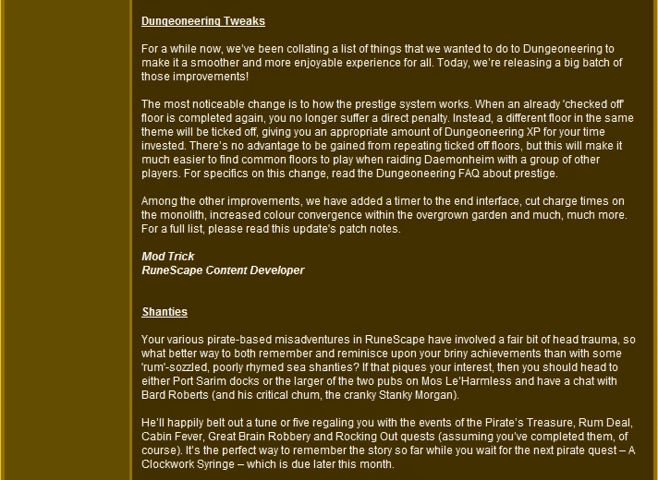 Dungeoneering Tweaks
For a while now, we've been collating a list of things that we wanted to do to Dungeoneering to
make it a smoother and more enjoyable experience for all. Today, we're releasing a big batch of
those improvements!
The most noticeable change is to how the prestige system works. When an already 'checked off'
floor is completed again, you no longer suffer a direct penalty. Instead, a different floor in the same
theme will be ticked off, giving you an appropriate amount of Dungeoneering XP for your time
invested. There's no advantage to be gained from repeating ticked off floors, but this will make it
much easier to find common floors to play when raiding Daemonheim with a group of other
players. For specifics on this change, read the Dungeoneering FAQ about prestige.
Among the other improvements, we have added a timer to the end interface, cut charge times on
the monolith, increased colour convergence within the overgrown garden and much, much more.
For a full list, please read this update's patch notes.
Mod Trick
RuneScape Content Developer
Shanties
Your various pirate-based misadventures in RuneScape have involved a fair bit of head trauma, so
what better way to both remember and reminisce upon your briny achievements than with some
'rum'-sozzled, poorly rhymed sea shanties? If that piques your interest, then you should head to
either Port Sarim docks or the larger of the two pubs on Mos Le'Harmless and have a chat with
Bard Roberts (and his critical chum, the cranky Stanky Morgan).
He'll happily belt out a tune or five regaling you with the events of the Pirate's Treasure, Rum Deal,
Cabin Fever, Great Brain Robbery and Rocking Out quests (assuming you've completed them, of
course). It's the perfect way to remember the story so far while you wait for the next pirate quest – A
Clockwork Syringe – which is due later this month.